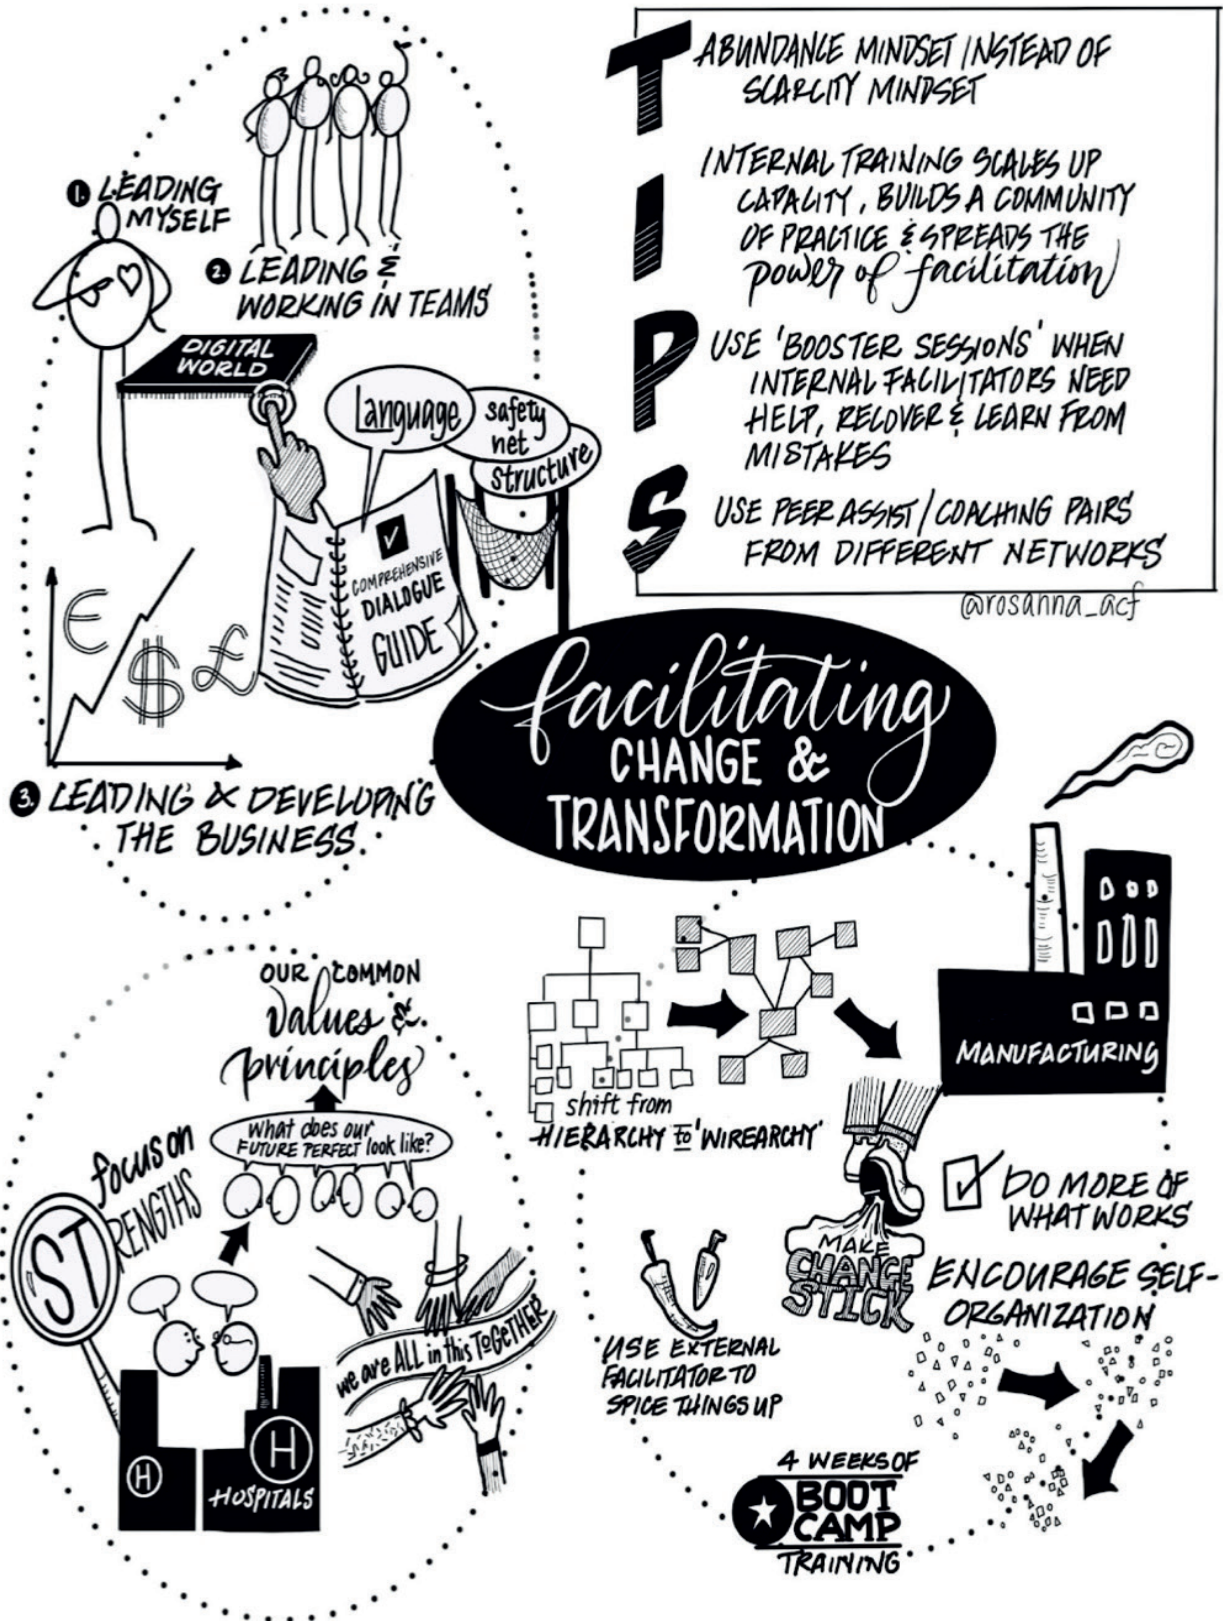 1. LEADING
MYSELF
2. LEADING &
WORKING IN TEAMS
DIGITAL
WORLD
Language
safety
net
structure
COMPREHENSIVE
DIALOGUE
GUIDE
€
$ £
3. LEADING & DEVELOPING
THE BUSINESS
TIPS
ABUNDANCE MINDSET INSTEAD OF
SCARCITY MINDSET
INTERNAL TRAINING SCALES UP
CAPACITY, BUILDS A COMMUNITY
OF PRACTICE & SPREADS THE
power of facilitation
USE 'BOOSTER SESSIONS' WHEN
INTERNAL FACILITATORS NEED
HELP, RECOVER & LEARN FROM
MISTAKES
USE PEER ASSIST/COACHING PAIRS
FROM DIFFERENT NETWORKS
@rosanna_acf
facilitating
CHANGE &
TRANSFORMATION
OUR COMMON
values &
principles
What does our
FUTURE PERFECT look like?
focus on
STRENGTHS
we are ALL in this ToGeTHER
H
H
HOSPITALS
shift from
HIERARCHY to 'WIREARCHY'
MANUFACTURING
MAKE
CHANGE
STICK
DO MORE OF
WHAT WORKS
ENCOURAGE SELF-
ORGANIZATION
USE EXTERNAL
FACILITATOR TO
SPICE THINGS UP
4 WEEKS OF
BOOT
CAMP
TRAINING